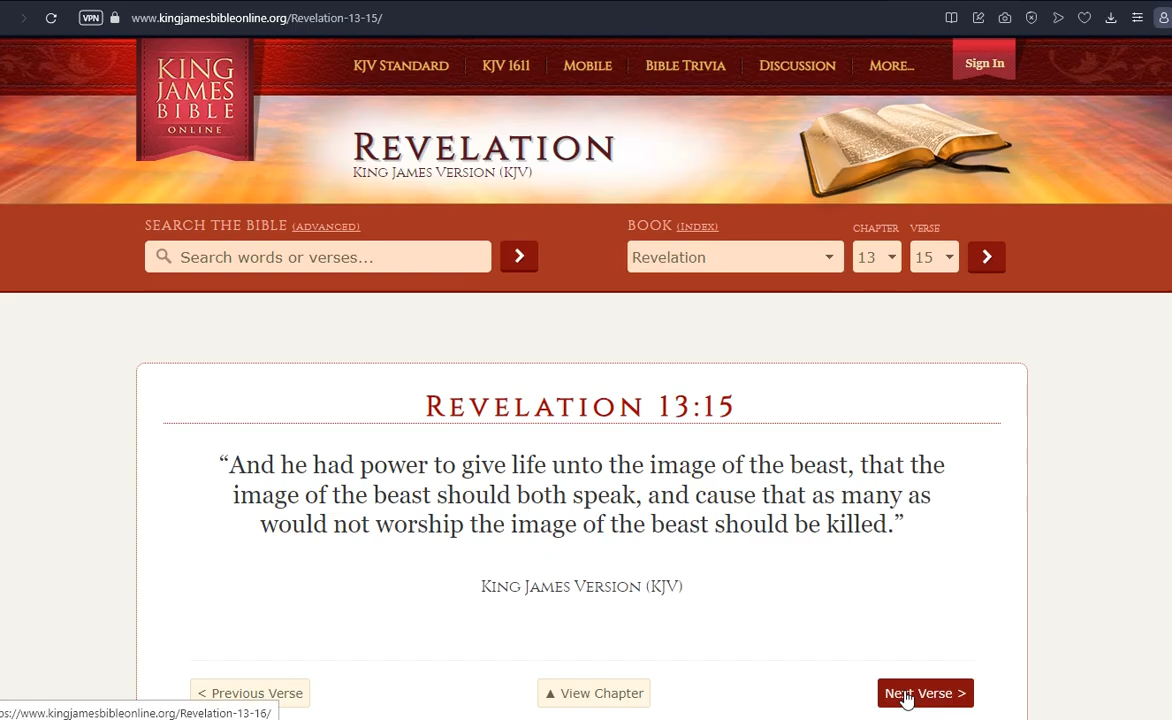 VPN www.kingjamesbibleonline.org/Revelation-13-15/
KING JAMES BIBLE ONLINE
KJV STANDARD KJV 1611 MOBILE BIBLE TRIVIA DISCUSSION MORE... Sign In
REVELATION
KING JAMES VERSION (KJV)
SEARCH THE BIBLE (ADVANCED) BOOK (INDEX) CHAPTER VERSE
Search words or verses... Revelation 13 15
REVELATION 13:15
“And he had power to give life unto the image of the beast, that the
image of the beast should both speak, and cause that as many as
would not worship the image of the beast should be killed.”
KING JAMES VERSION (KJV)
< Previous Verse ▲ View Chapter Next Verse >
ps://www.kingjamesbibleonline.org/Revelation-13-16/